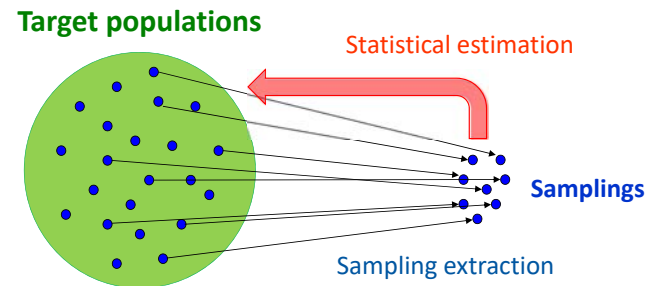 Target populations
Statistical estimation
Samplings
Sampling extraction